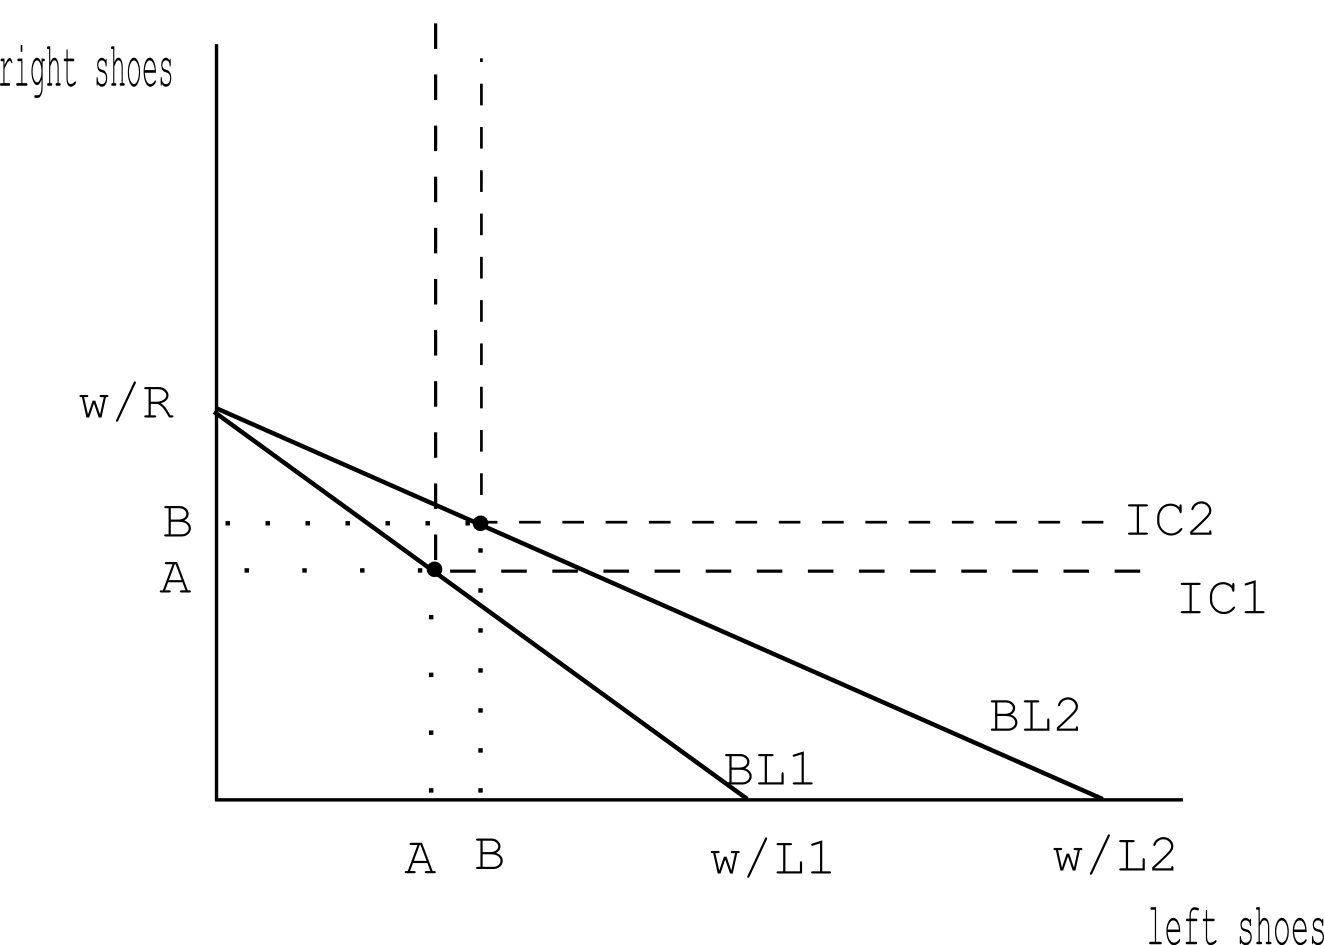 right shoes
w/R
B
A
IC2
IC1
BL2
BL1
A
B
w/L1
w/L2
left shoes